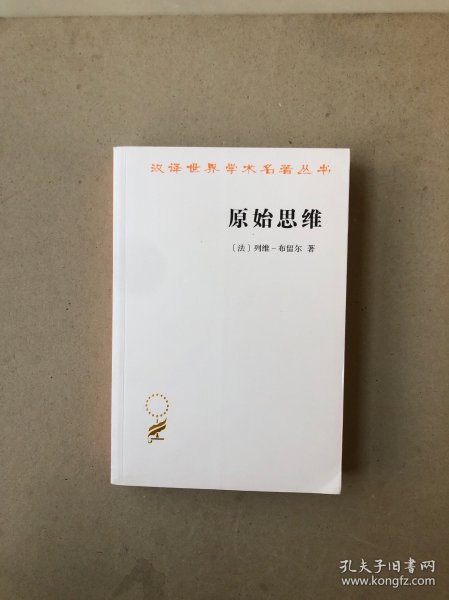 汉译世界学术名著丛书
原始思维
〔法〕列维-布留尔 著
孔夫子旧书网
www.kongfz.com